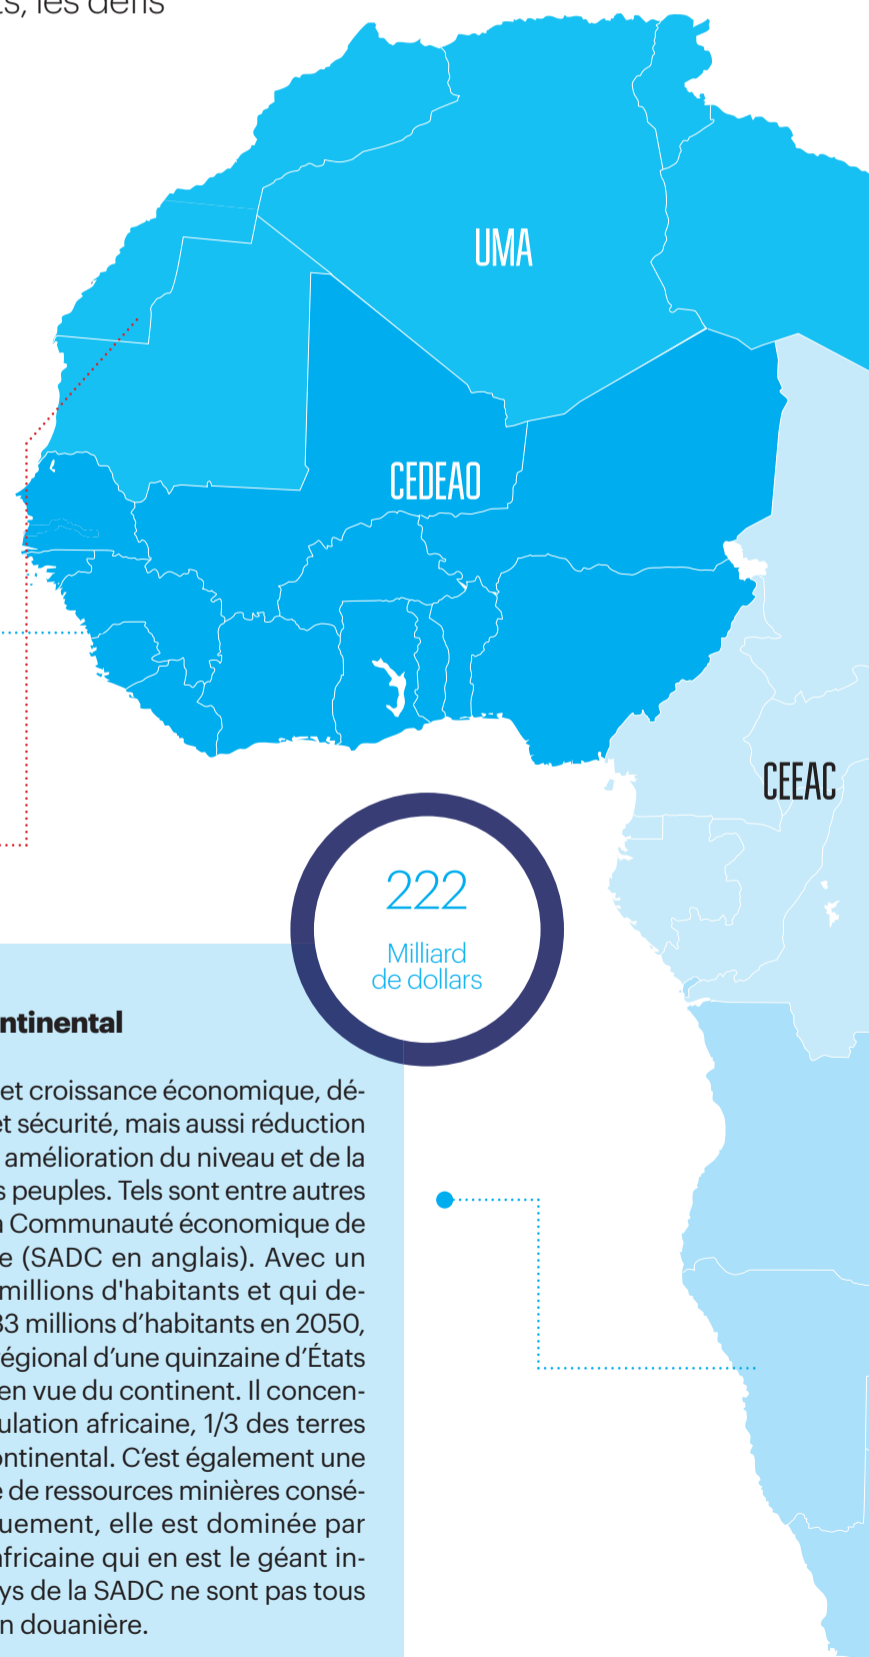 les défis
UMA
CEDEAO
CEEAC
222
Milliard
de dollars
ntinental
et croissance économique, dé-
et sécurité, mais aussi réduction
amélioration du niveau et de la
s peuples. Tels sont entre autres
a Communauté économique de
e (SADC en anglais). Avec un
millions d'habitants et qui de-
33 millions d’habitants en 2050,
régional d’une quinzaine d’États
en vue du continent. Il concen-
ulation africaine, 1/3 des terres
ontinental. C’est également une
e de ressources minières consé-
uement, elle est dominée par
africaine qui en est le géant in-
ys de la SADC ne sont pas tous
n douanière.